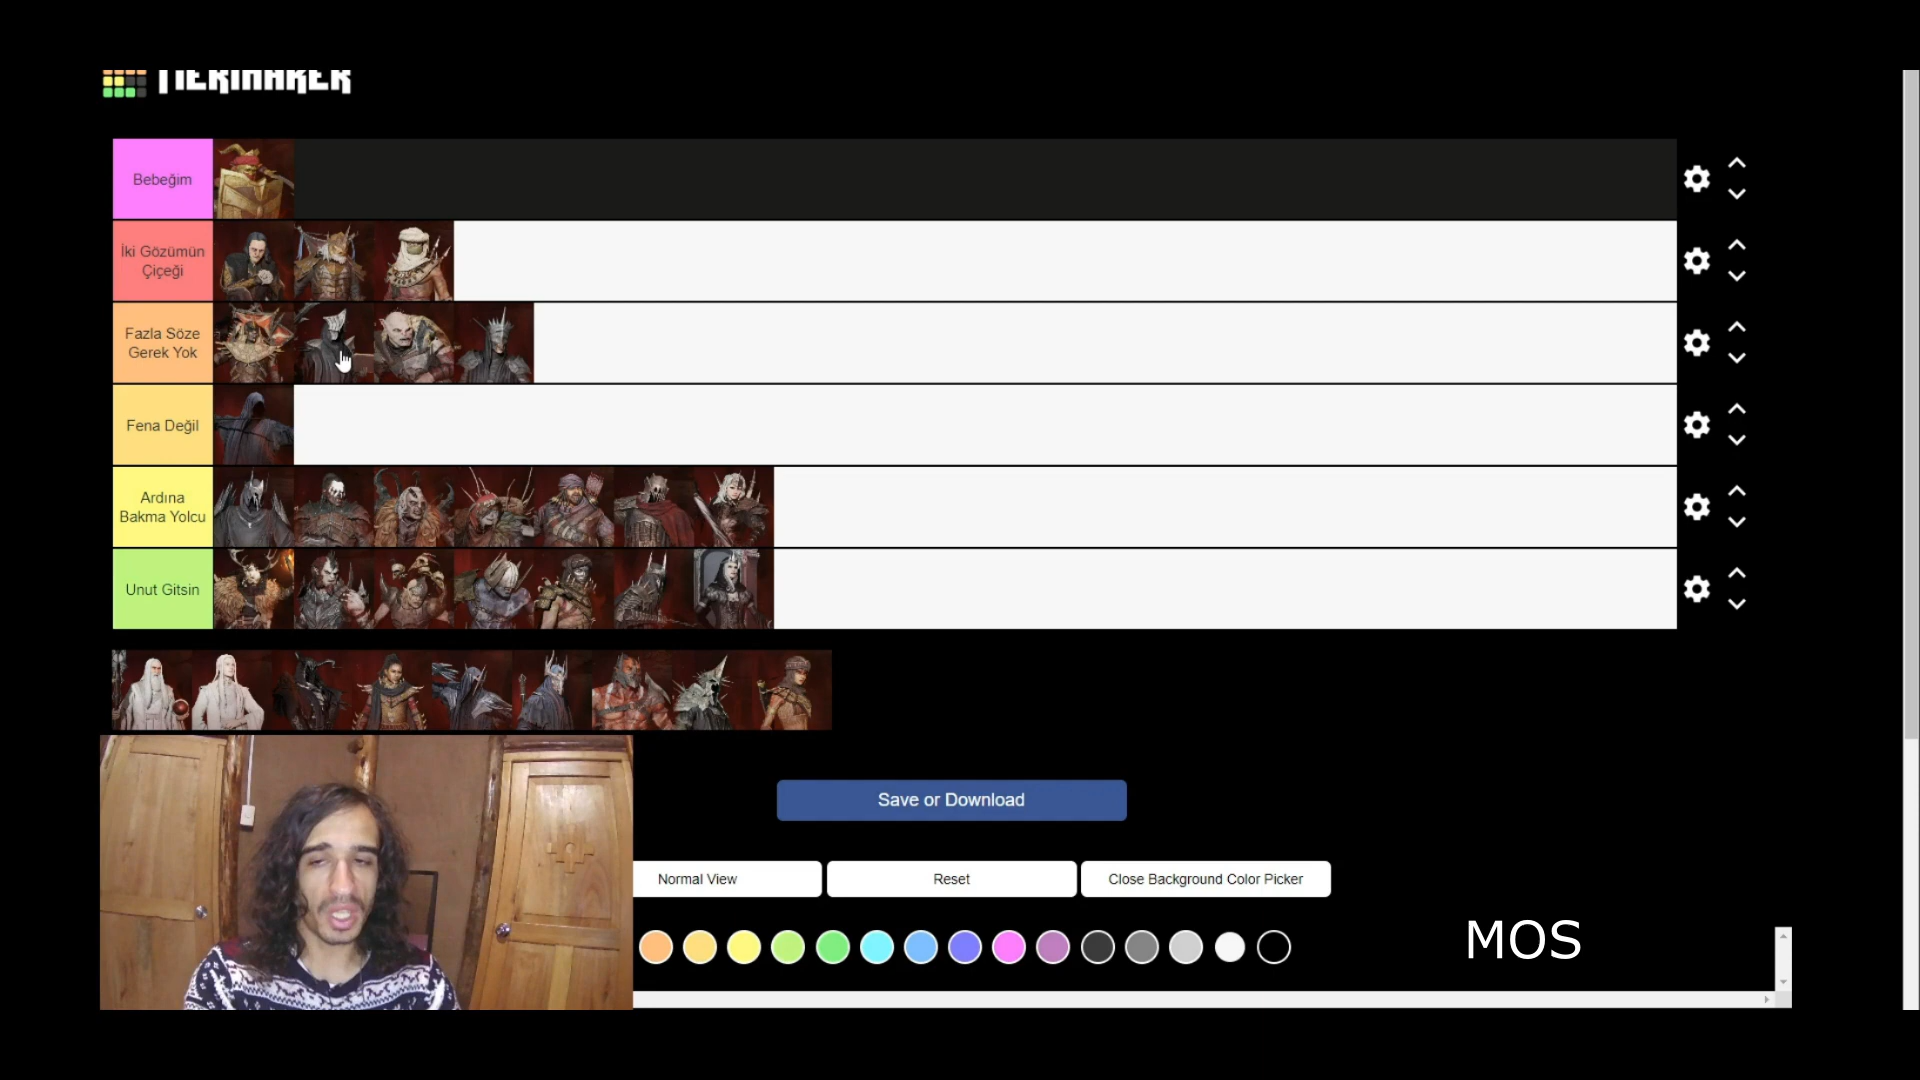 TIERMAKER
Bebeğim
İki Gözümün
Çiçeği
Fazla Söze
Gerek Yok
Fena Değil
Ardına
Bakma Yolcu
Unut Gitsin
Save or Download
Normal View
Reset
Close Background Color Picker
MOS